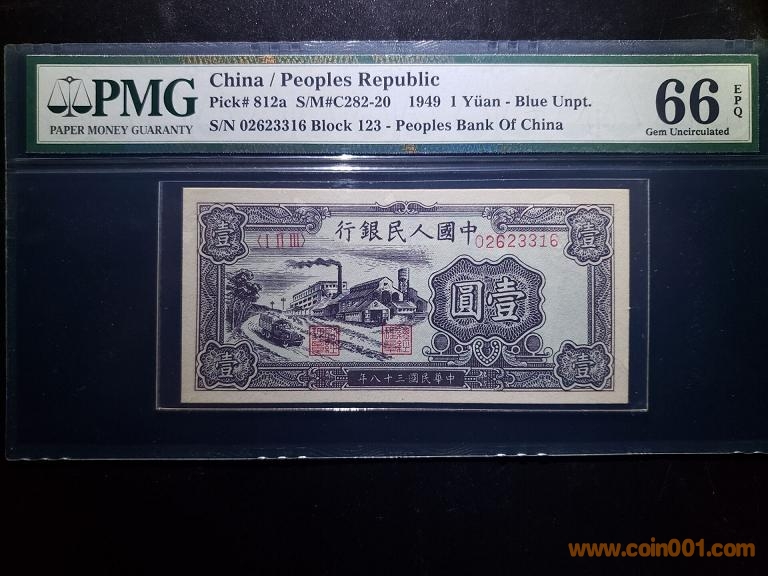 PMG
PAPER MONEY GUARANTY
China / Peoples Republic
Pick# 812a S/M#C282-20 1949 1 Yüan - Blue Unpt.
S/N 02623316 Block 123 - Peoples Bank Of China
66
EPQ
Gem Uncirculated
行銀民人國中
〈I II III〉
02623316
壹
壹
圓壹
壹
壹
年八十三國民華中
www.coin001.com